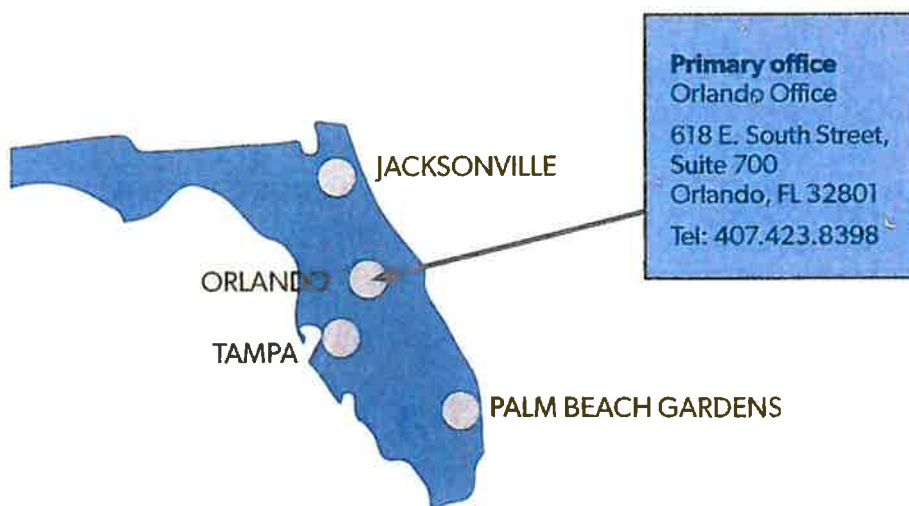 Primary office
Orlando Office
618 E. South Street,
Suite 700
Orlando, FL 32801
Tel: 407.423.8398
JACKSONVILLE
ORLANDO
TAMPA
PALM BEACH GARDENS